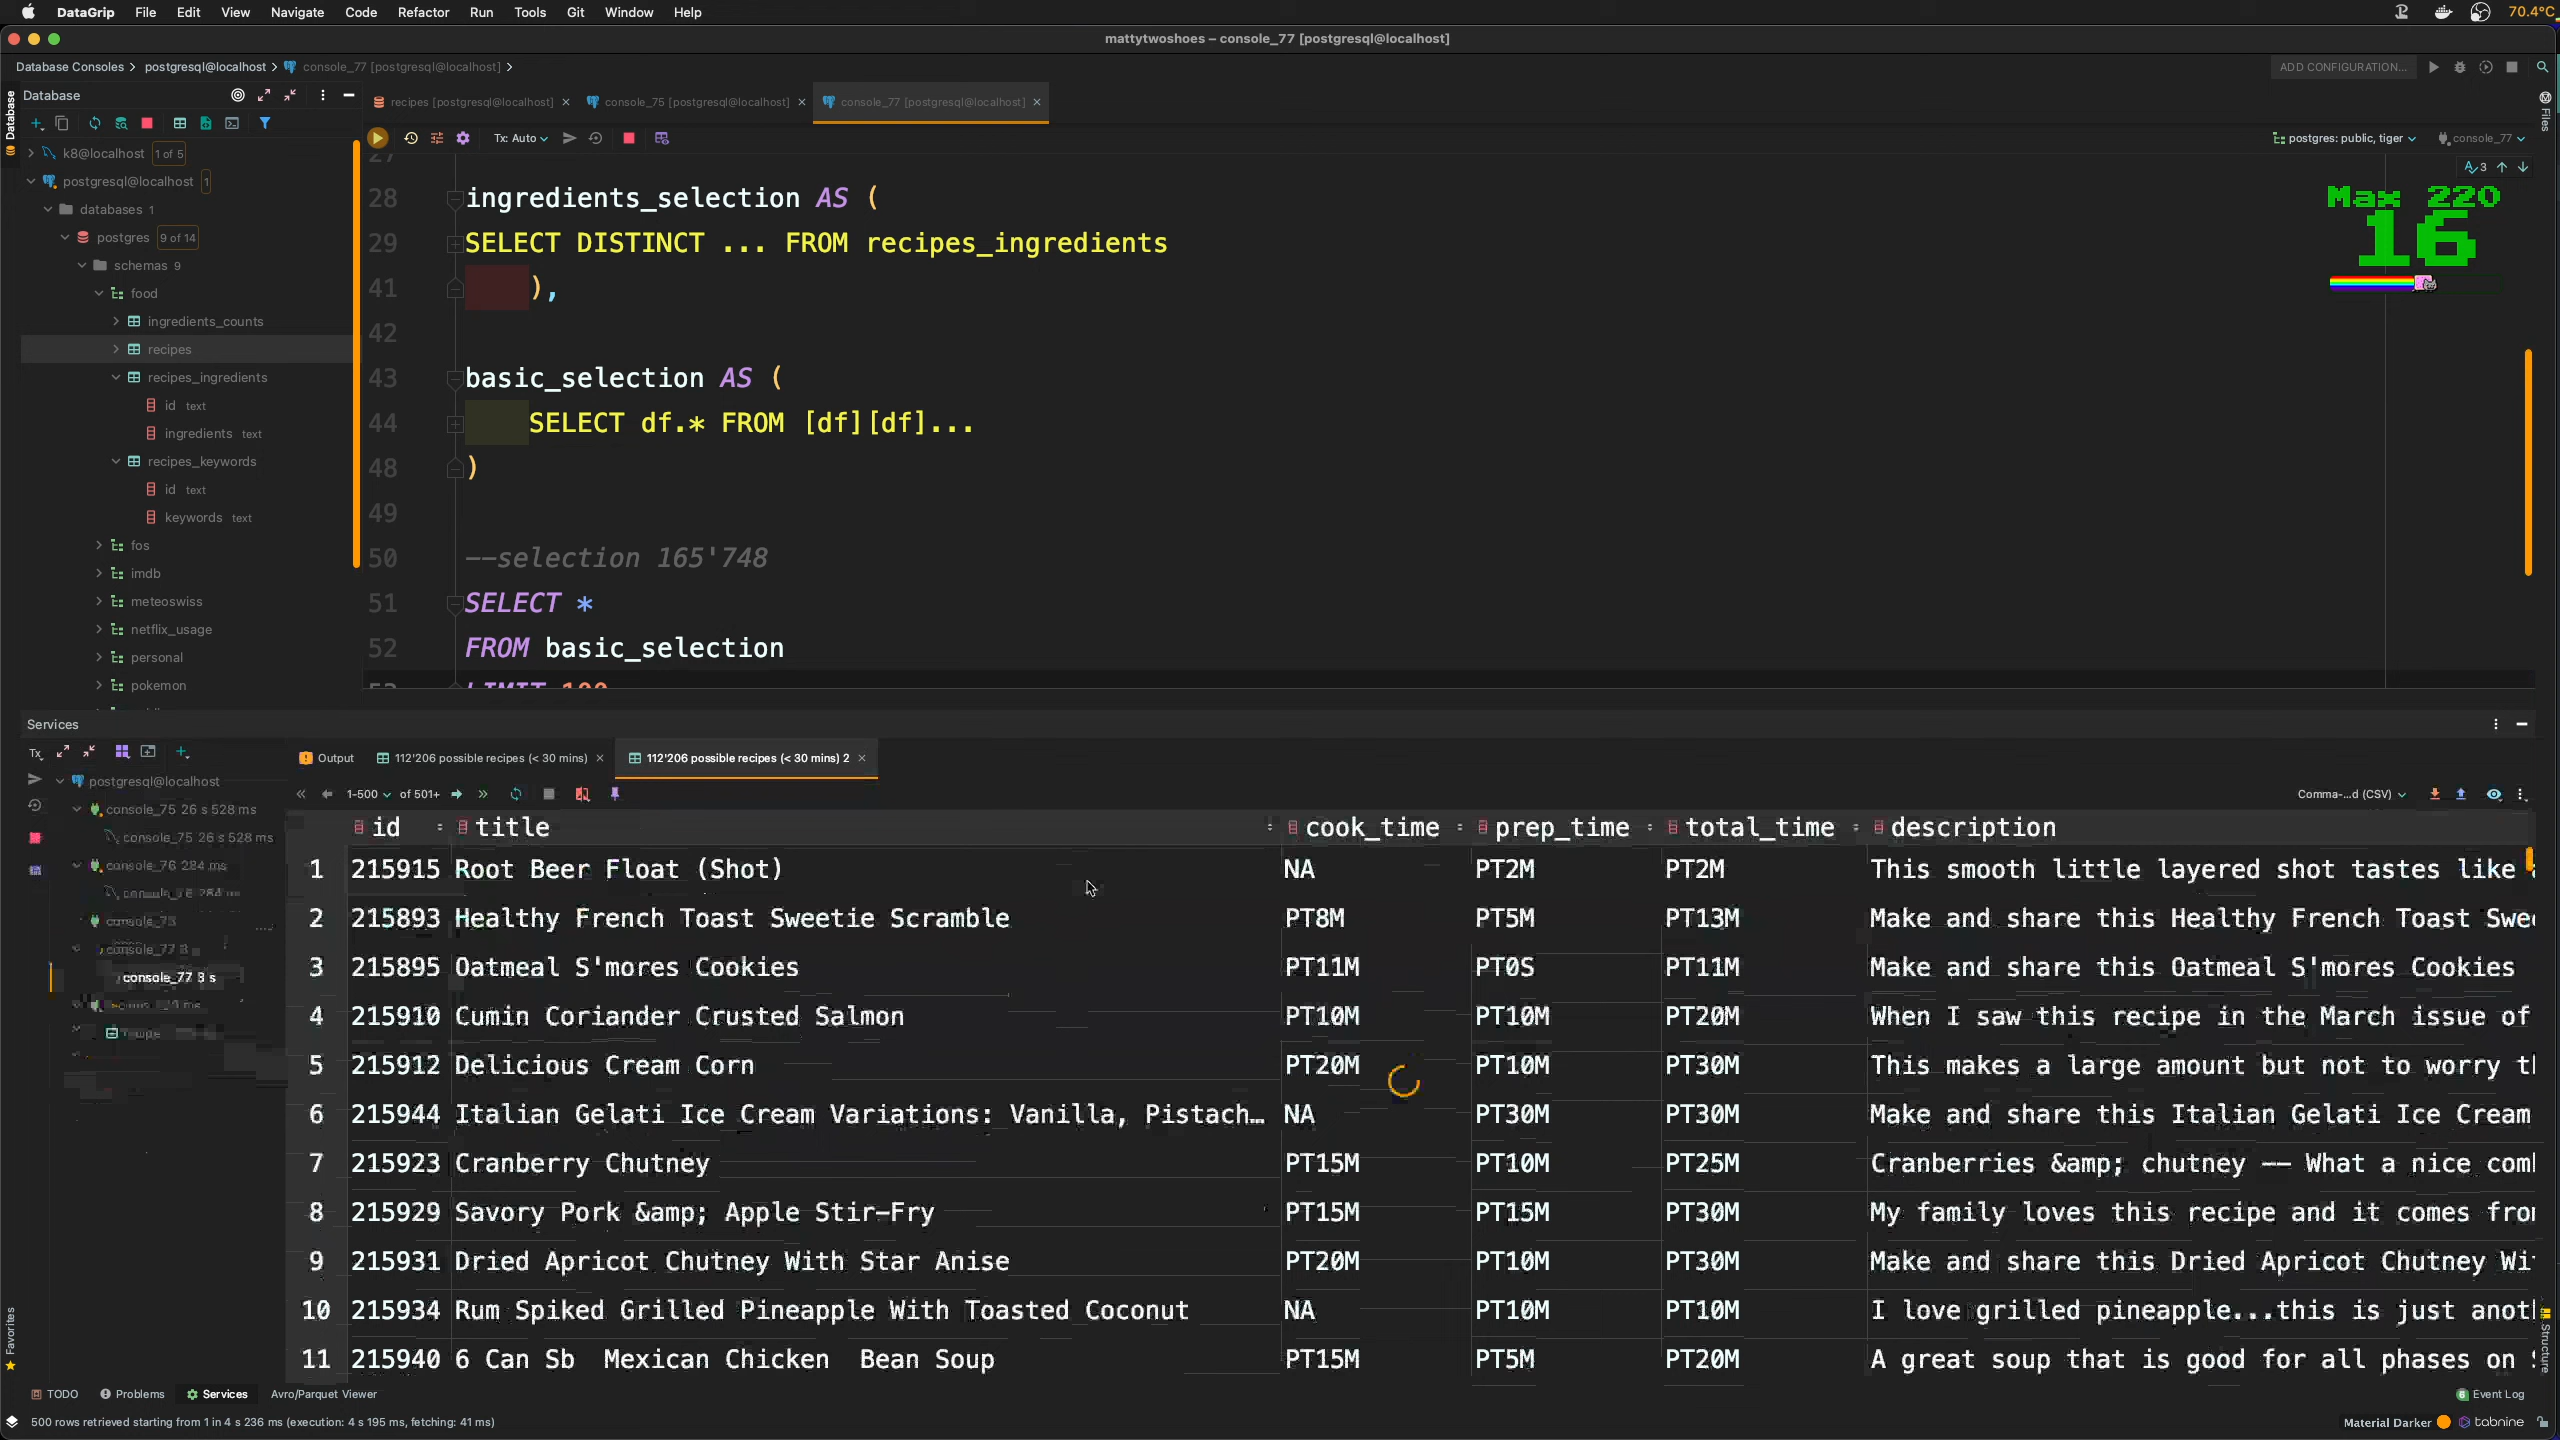 DataGrip File Edit View Navigate Code Refactor Run Tools Git Window Help 70.4°C
mattytwoshoes – console_77 [postgresql@localhost]
Database Consoles postgresql@localhost console_77 [postgresql@localhost] ADD CONFIGURATION...
Database
Database
Files
recipes [postgresql@localhost] console_75 [postgresql@localhost] console_77 [postgresql@localhost]
Tx: Auto postgres: public, tiger console_77
k8@localhost 1 of 5
postgresql@localhost 1
databases 1
postgres 9 of 14
schemas 9
food
ingredients_counts
recipes
recipes_ingredients
id text
ingredients text
recipes_keywords
id text
keywords text
fos
imdb
meteoswiss
netflix_usage
personal
pokemon
3
Max 220
16
27
28 ingredients_selection AS (
29 SELECT DISTINCT ... FROM recipes_ingredients
41 ),
42
43 basic_selection AS (
44 SELECT df.* FROM [df][df]...
48 )
49
50 --selection 165'748
51 SELECT *
52 FROM basic_selection
53 LIMIT 100
Services
Tx
Output 112'206 possible recipes (< 30 mins) 112'206 possible recipes (< 30 mins) 2
postgresql@localhost
console_75 26 s 528 ms
console_75 26 s 528 ms
console_76 284 ms
console_76 284 ms
console_75
console_77 3
console_77 3 s
1-500 of 501+ Comma-...d (CSV)
id title cook_time prep_time total_time description
1 215915 Root Beer Float (Shot) NA PT2M PT2M This smooth little layered shot tastes like
2 215893 Healthy French Toast Sweetie Scramble PT8M PT5M PT13M Make and share this Healthy French Toast Swee
3 215895 Oatmeal S'mores Cookies PT11M PT0S PT11M Make and share this Oatmeal S'mores Cookies
4 215910 Cumin Coriander Crusted Salmon PT10M PT10M PT20M When I saw this recipe in the March issue of
5 215912 Delicious Cream Corn PT20M PT10M PT30M This makes a large amount but not to worry th
6 215944 Italian Gelati Ice Cream Variations: Vanilla, Pistach… NA PT30M PT30M Make and share this Italian Gelati Ice Cream
7 215923 Cranberry Chutney PT15M PT10M PT25M Cranberries &amp; chutney -- What a nice com
8 215929 Savory Pork &amp; Apple Stir-Fry PT15M PT15M PT30M My family loves this recipe and it comes fro
9 215931 Dried Apricot Chutney With Star Anise PT20M PT10M PT30M Make and share this Dried Apricot Chutney Wi
10 215934 Rum Spiked Grilled Pineapple With Toasted Coconut NA PT10M PT10M I love grilled pineapple...this is just anot
11 215940 6 Can Sb Mexican Chicken Bean Soup PT15M PT5M PT20M A great soup that is good for all phases on
Favorites
Structure
TODO Problems Services Avro/Parquet Viewer 6 Event Log
500 rows retrieved starting from 1 in 4 s 236 ms (execution: 4 s 195 ms, fetching: 41 ms) Material Darker tabnine